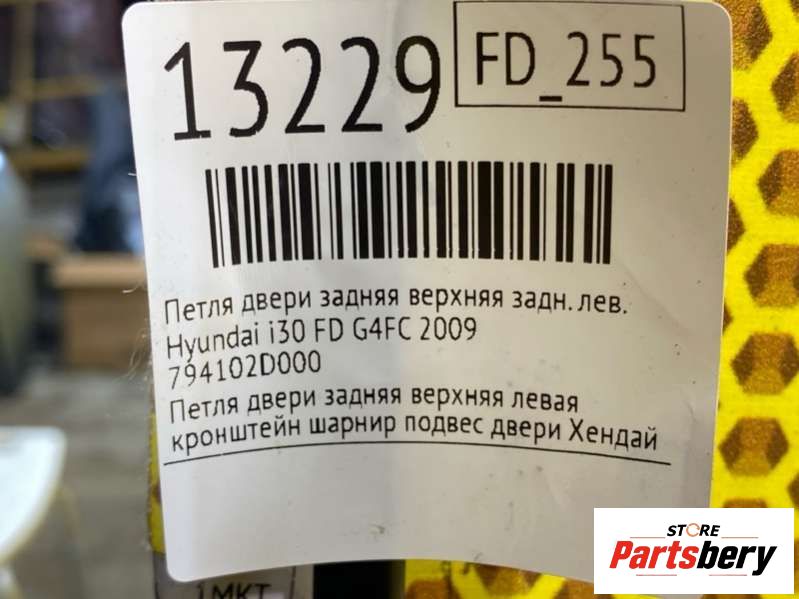 13229
FD_255
Петля двери задняя верхняя задн. лев.
Hyundai i30 FD G4FC 2009
794102D000
Петля двери задняя верхняя левая
кронштейн шарнир подвес двери Хендай
STORE
Partsbery